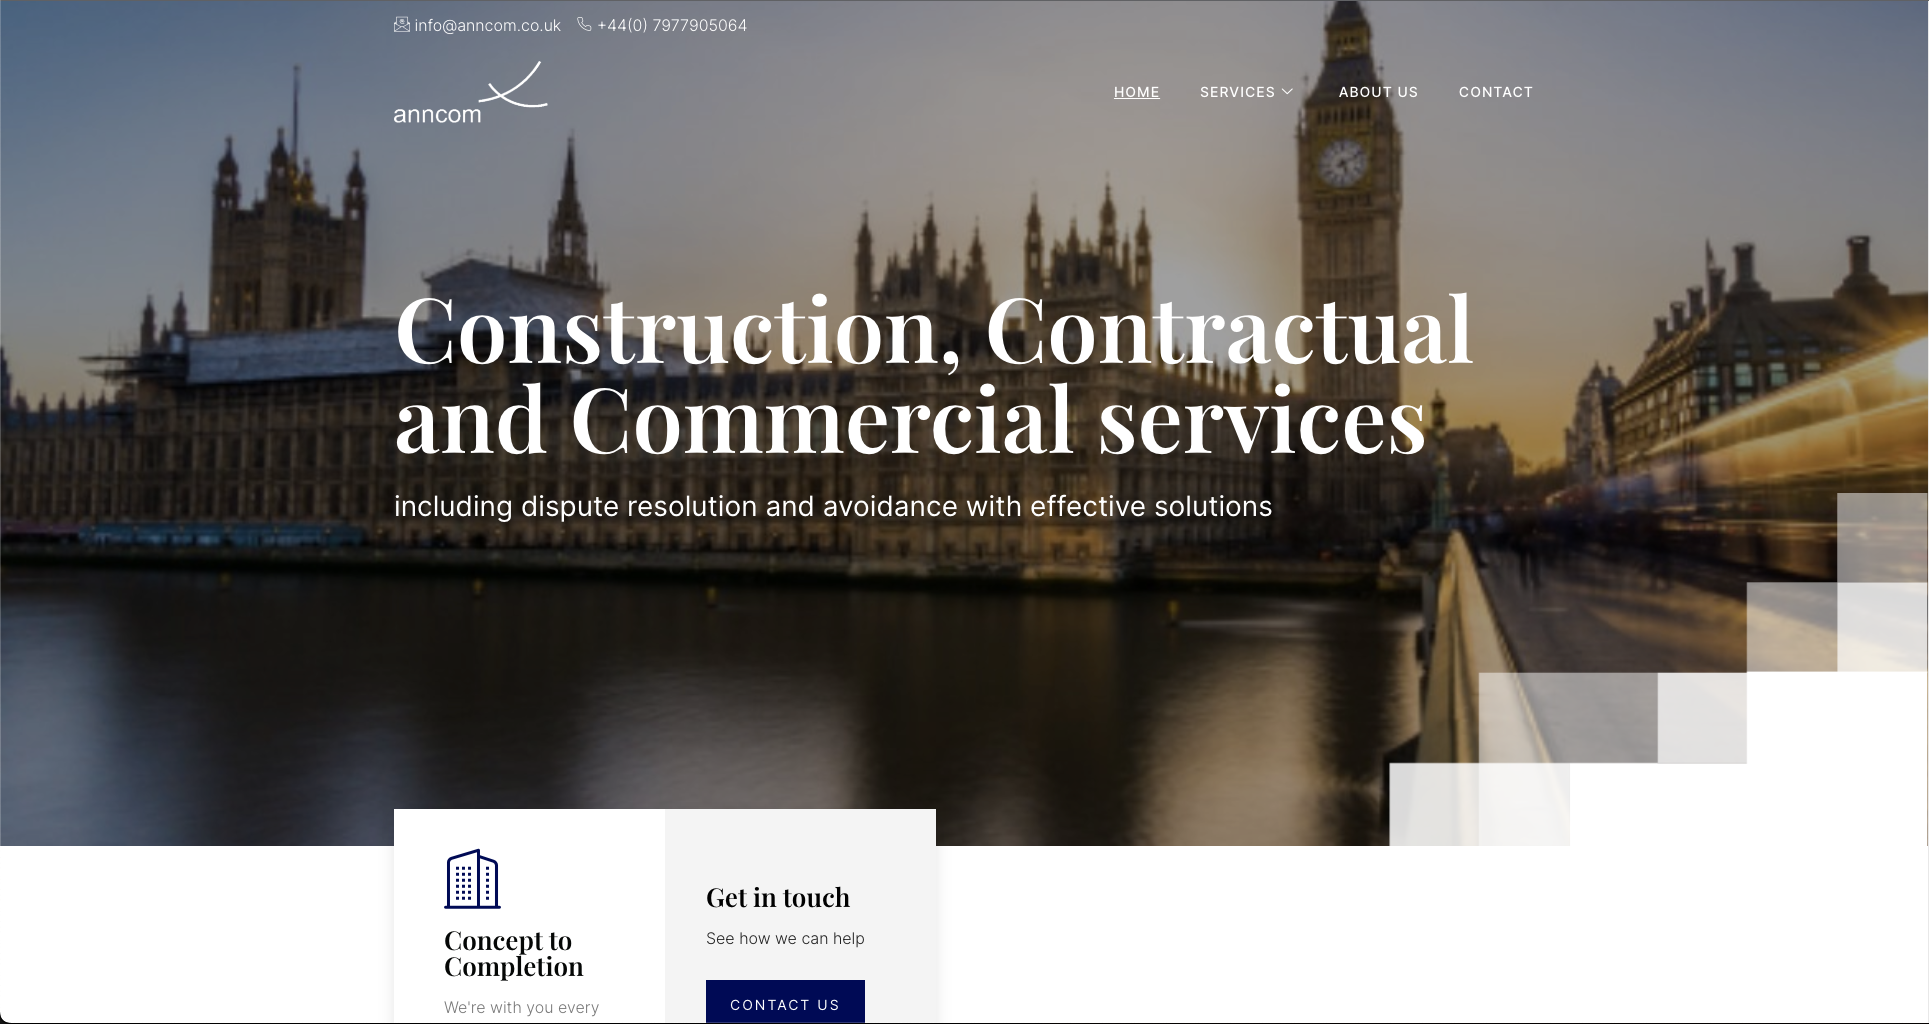 info@anncom.co.uk +44(0) 7977905064
anncom
HOME SERVICES ABOUT US CONTACT
Construction, Contractual
and Commercial services
including dispute resolution and avoidance with effective solutions
Concept to
Completion
We're with you every
Get in touch
See how we can help
CONTACT US